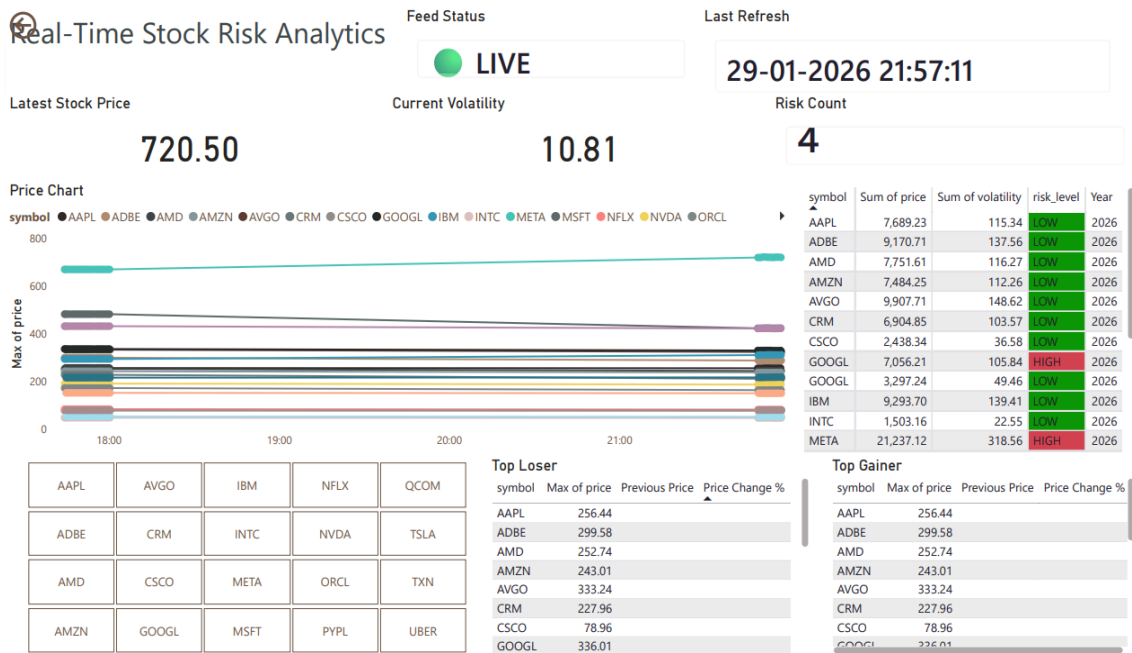 Real-Time Stock Risk Analytics
Feed Status
LIVE
Last Refresh
29-01-2026 21:57:11
Latest Stock Price
720.50
Current Volatility
10.81
Risk Count
4
Price Chart
symbol AAPL ADBE AMD AMZN AVGO CRM CSCO GOOGL IBM INTC META MSFT NFLX NVDA ORCL
Max of price
800
600
400
200
0
18:00 19:00 20:00 21:00
symbol Sum of price Sum of volatility risk_level Year
AAPL 7,689.23 115.34 LOW 2026
ADBE 9,170.71 137.56 LOW 2026
AMD 7,751.61 116.27 LOW 2026
AMZN 7,484.25 112.26 LOW 2026
AVGO 9,907.71 148.62 LOW 2026
CRM 6,904.85 103.57 LOW 2026
CSCO 2,438.34 36.58 LOW 2026
GOOGL 7,056.21 105.84 HIGH 2026
GOOGL 3,297.24 49.46 LOW 2026
IBM 9,293.70 139.41 LOW 2026
INTC 1,503.16 22.55 LOW 2026
META 21,237.12 318.56 HIGH 2026
AAPL AVGO IBM NFLX QCOM
ADBE CRM INTC NVDA TSLA
AMD CSCO META ORCL TXN
AMZN GOOGL MSFT PYPL UBER
Top Loser
symbol Max of price Previous Price Price Change %
AAPL 256.44
ADBE 299.58
AMD 252.74
AMZN 243.01
AVGO 333.24
CRM 227.96
CSCO 78.96
GOOGL 336.01
Top Gainer
symbol Max of price Previous Price Price Change %
AAPL 256.44
ADBE 299.58
AMD 252.74
AMZN 243.01
AVGO 333.24
CRM 227.96
CSCO 78.96
GOOGL 336.01